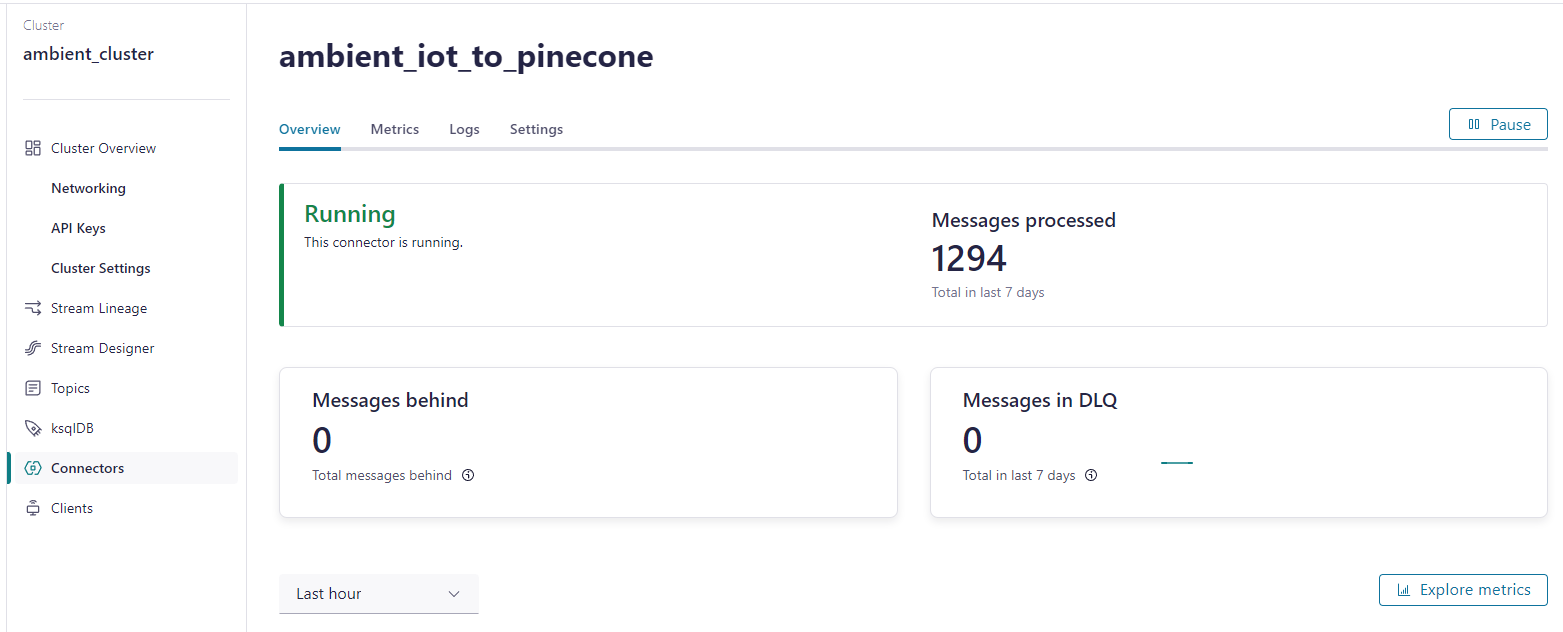 Cluster
ambient_cluster
Cluster Overview
Networking
API Keys
Cluster Settings
Stream Lineage
Stream Designer
Topics
ksqlDB
Connectors
Clients
ambient_iot_to_pinecone
Overview Metrics Logs Settings
Pause
Running
This connector is running.
Messages processed
1294
Total in last 7 days
Messages behind
0
Total messages behind
Messages in DLQ
0
Total in last 7 days
Last hour
Explore metrics